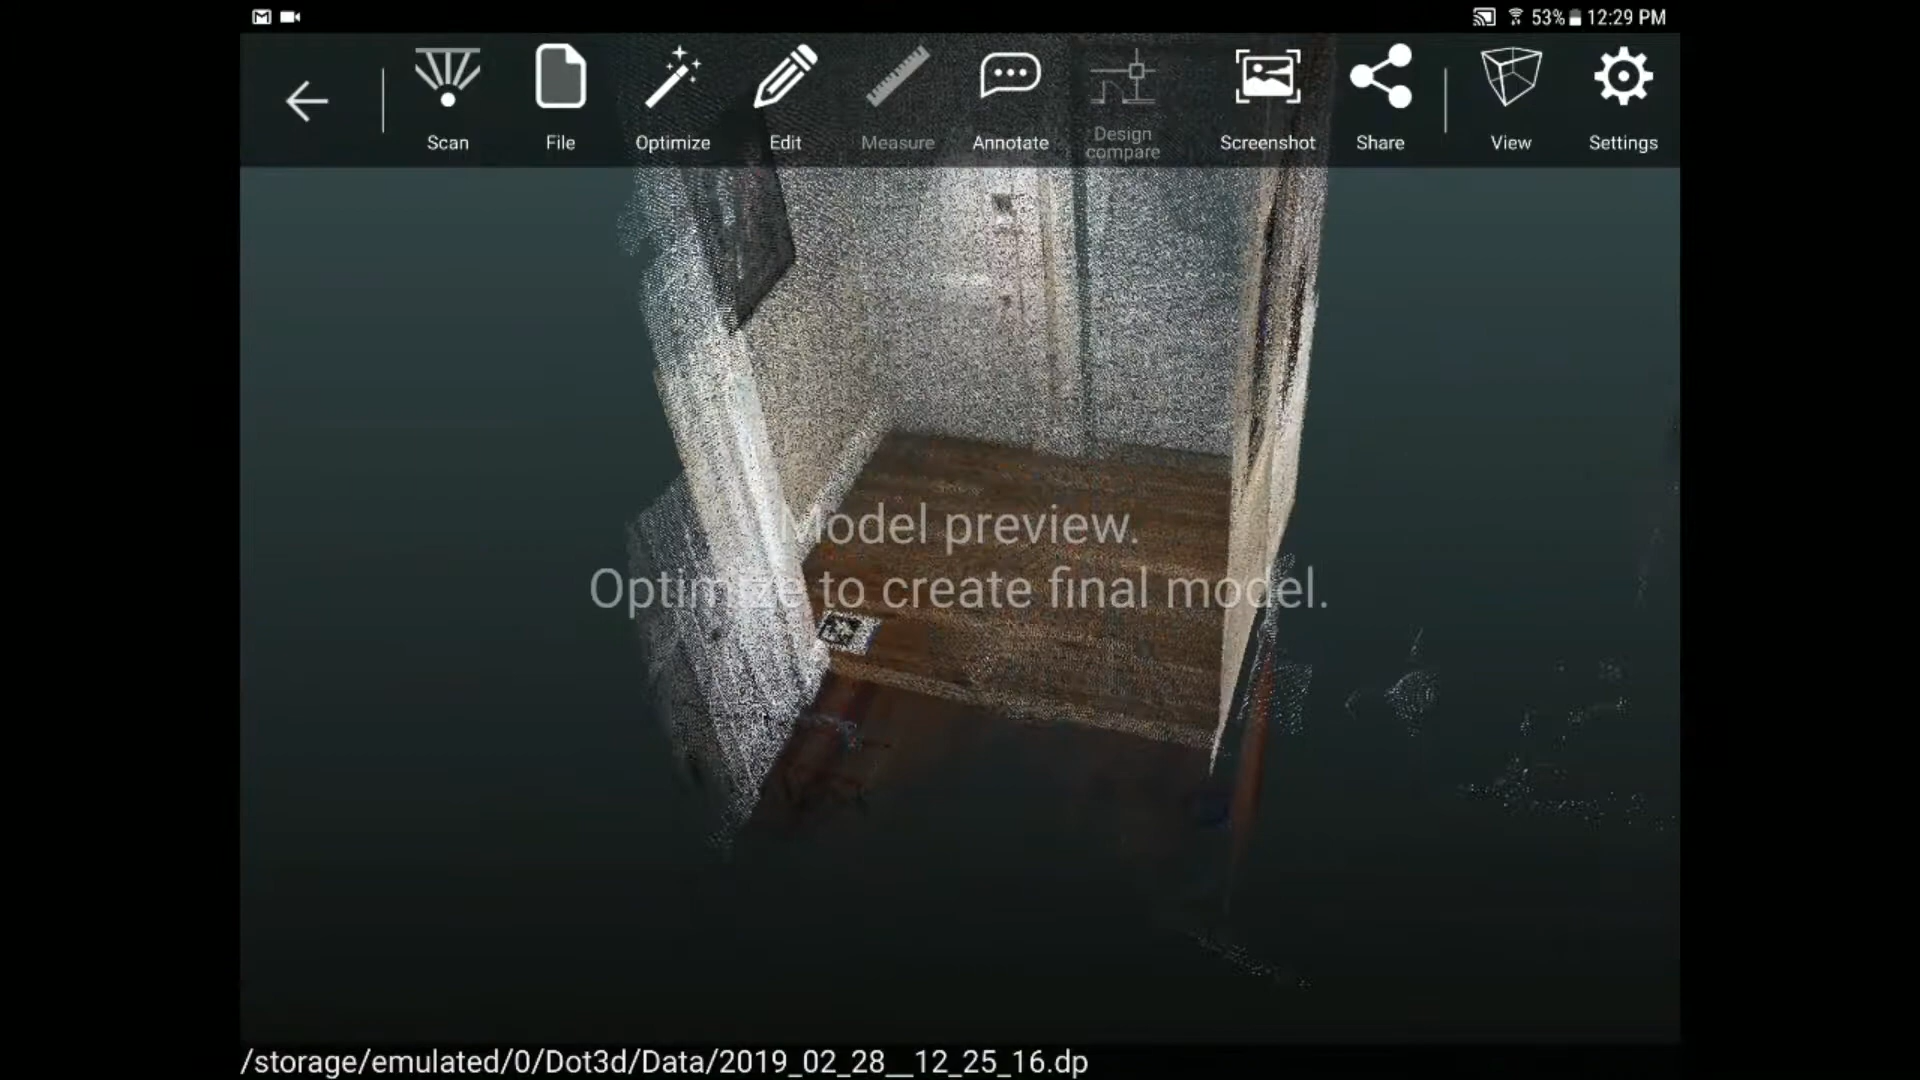 53% 12:29 PM
Scan
File
Optimize
Edit
Measure
Annotate
Design
compare
Screenshot
Share
View
Settings
Model preview.
Optimize to create final model.
/storage/emulated/0/Dot3d/Data/2019_02_28__12_25_16.dp